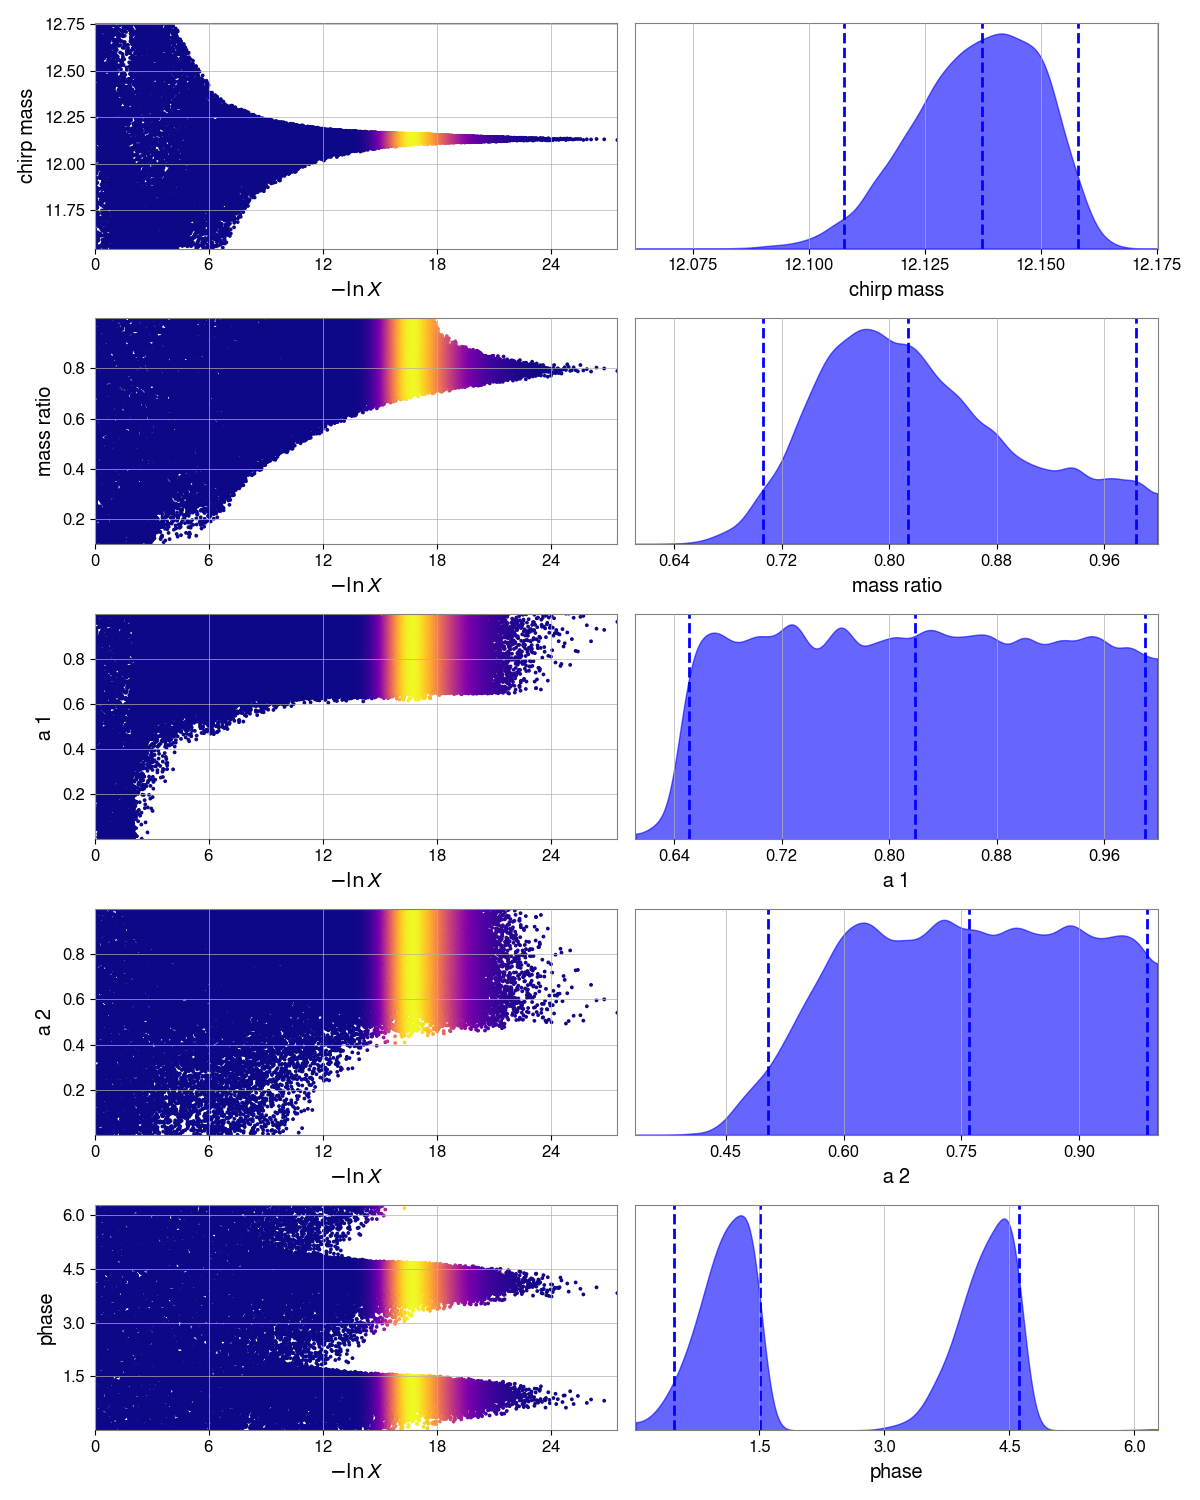 12.75
12.50
12.25
12.00
11.75
chirp mass
0 6 12 18 24
−ln X
12.075 12.100 12.125 12.150 12.175
chirp mass
0.8
0.6
0.4
0.2
mass ratio
0 6 12 18 24
−ln X
0.64 0.72 0.80 0.88 0.96
mass ratio
0.8
0.6
0.4
0.2
a 1
0 6 12 18 24
−ln X
0.64 0.72 0.80 0.88 0.96
a 1
0.8
0.6
0.4
0.2
a 2
0 6 12 18 24
−ln X
0.45 0.60 0.75 0.90
a 2
6.0
4.5
3.0
1.5
phase
0 6 12 18 24
−ln X
1.5 3.0 4.5 6.0
phase